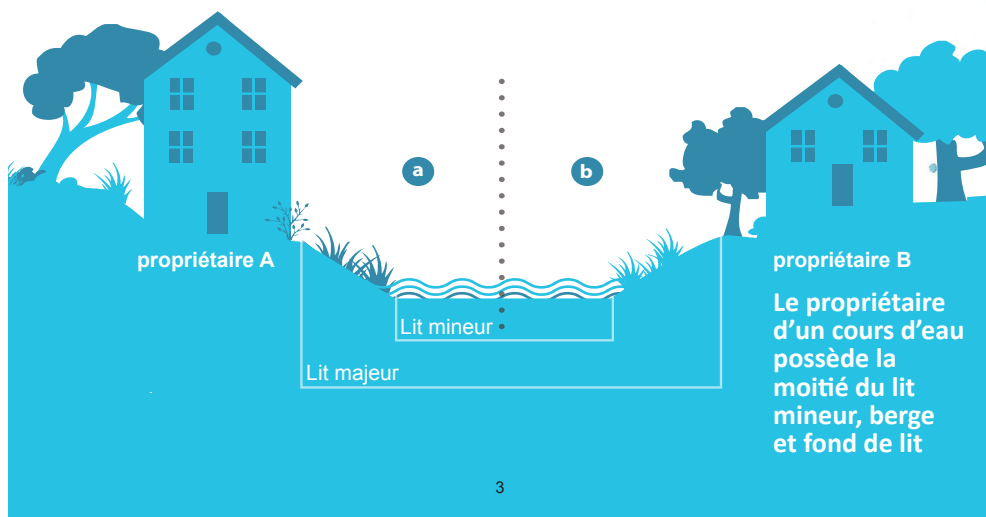 a
b
propriétaire A
propriétaire B
Le propriétaire
d’un cours d’eau
possède la
moitié du lit
mineur, berge
et fond de lit
Lit mineur
Lit majeur
3